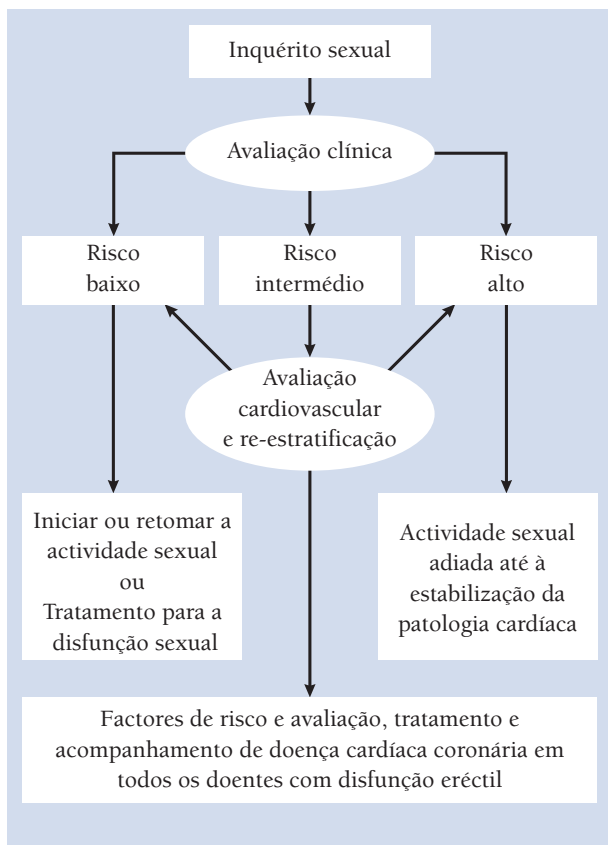 Inquérito sexual
Avaliação clínica
Risco
baixo
Risco
intermédio
Risco
alto
Avaliação
cardiovascular
e re-estratificação
Iniciar ou retomar a
actividade sexual
ou
Tratamento para a
disfunção sexual
Actividade sexual
adiada até à
estabilização da
patologia cardíaca
Factores de risco e avaliação, tratamento e
acompanhamento de doença cardíaca coronária em
todos os doentes com disfunção eréctil